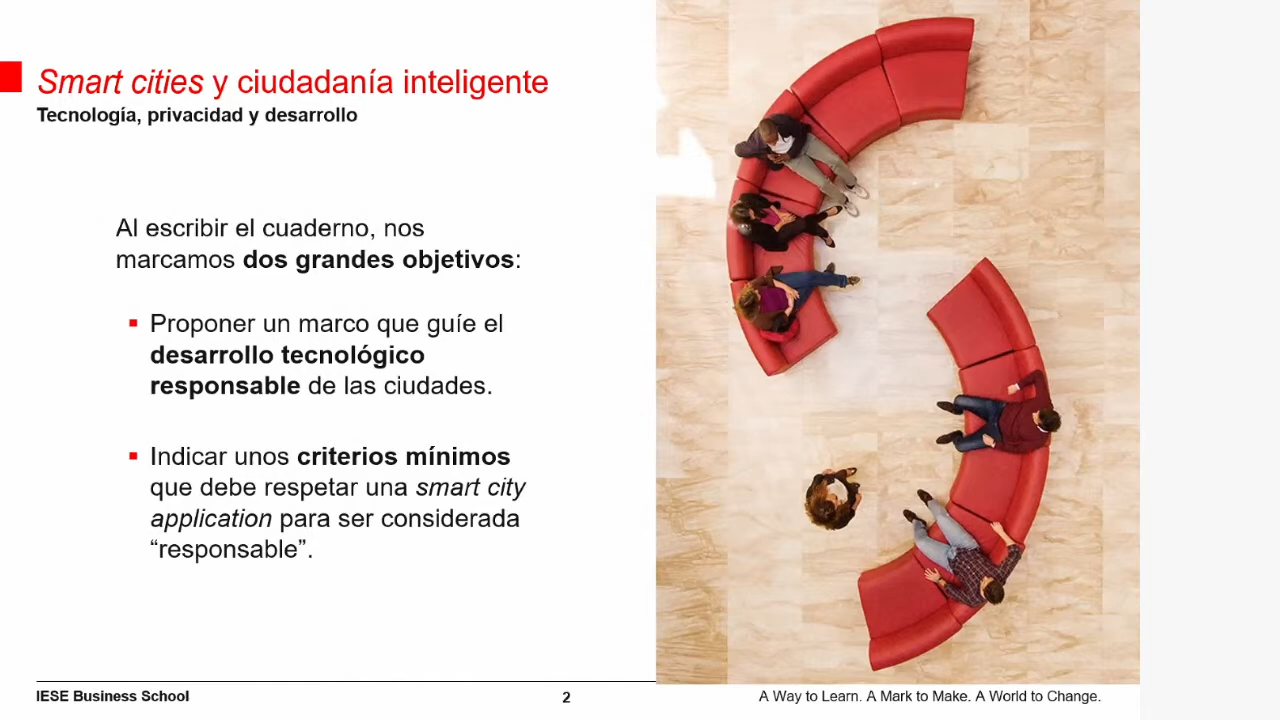 Smart cities y ciudadanía inteligente
Tecnología, privacidad y desarrollo
Al escribir el cuaderno, nos
marcamos dos grandes objetivos:
Proponer un marco que guíe el
desarrollo tecnológico
responsable de las ciudades.
Indicar unos criterios mínimos
que debe respetar una smart city
application para ser considerada
“responsable”.
IESE Business School
2
A Way to Learn. A Mark to Make. A World to Change.